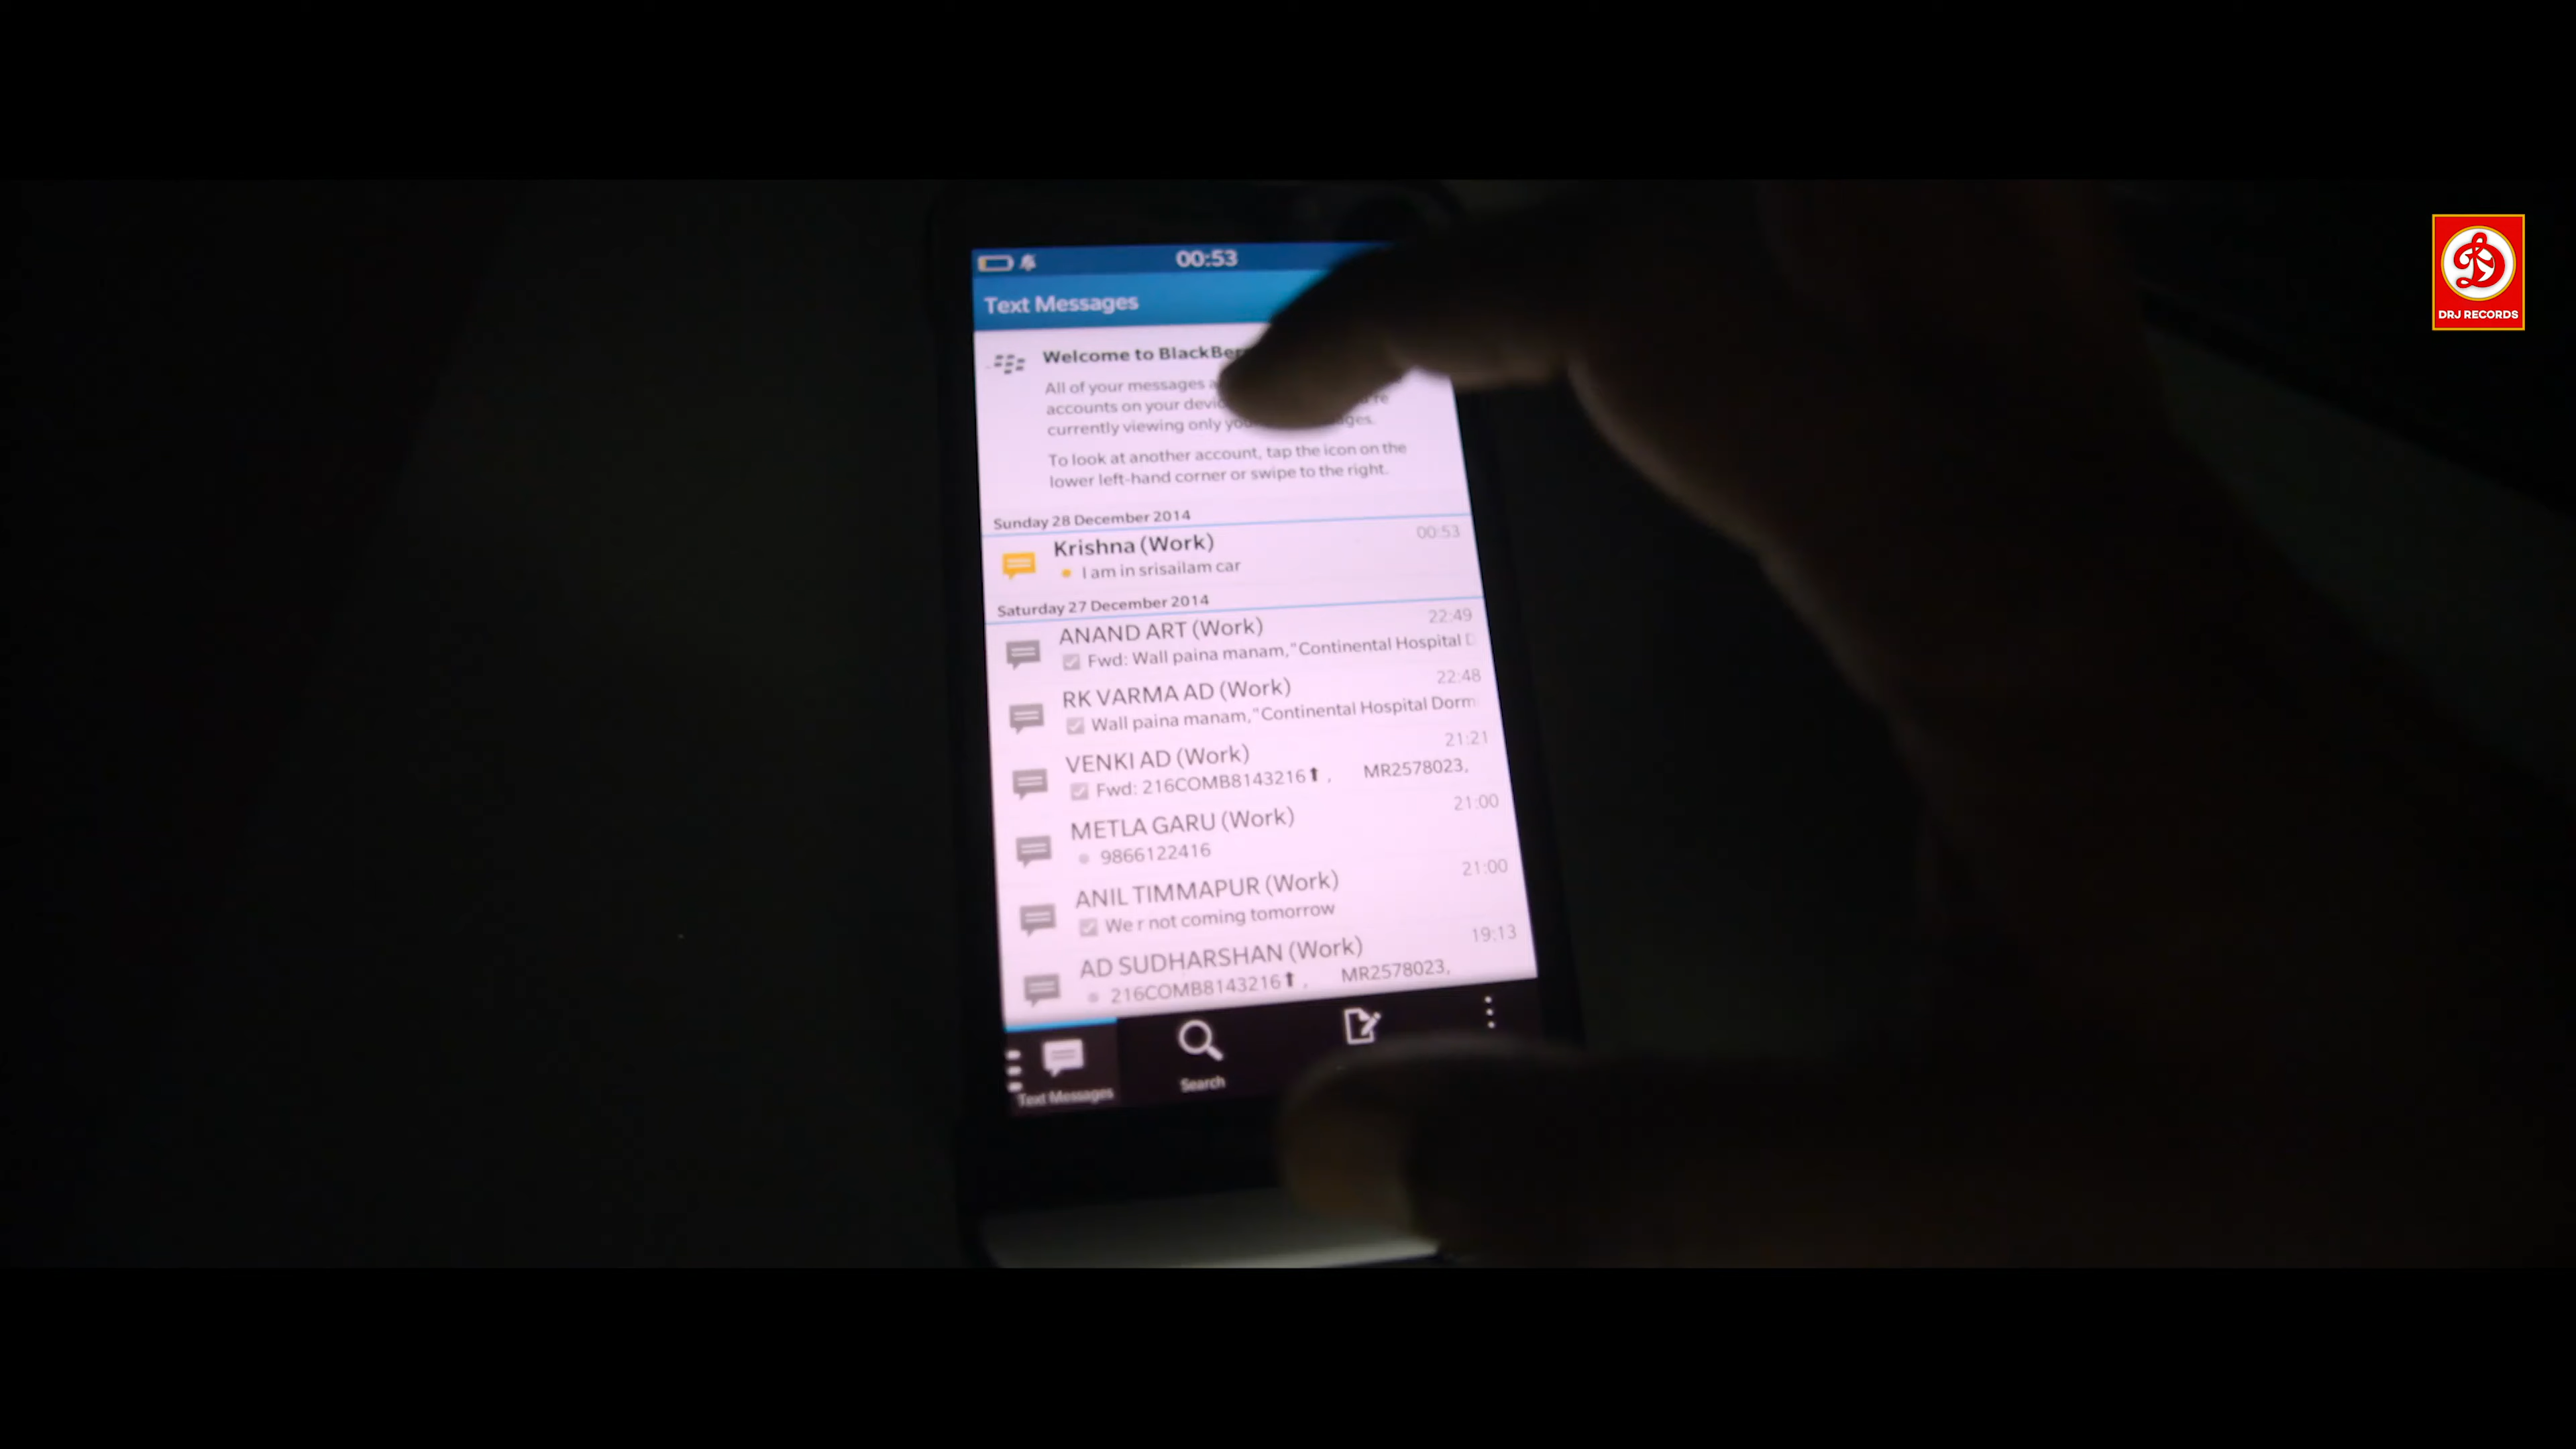 00:53
Text Messages
Welcome to BlackBer
All of your messages
accounts on your
currently viewing only
To look at another account, tap the icon on the
lower left-hand corner or swipe to the right.
Sunday 28 December 2014
Krishna (Work) 00:53
I am in srisailam car
Saturday 27 December 2014
ANAND ART (Work) 22:49
Fwd: Wall paina manam,"Continental Hospital D
RK VARMA AD (Work) 22:48
Wall paina manam,"Continental Hospital Dorm
VENKI AD (Work) 21:21
Fwd: 216COMB8143216⬆ , MR2578023,
METLA GARU (Work) 21:00
9866122416
ANIL TIMMAPUR (Work) 21:00
We r not coming tomorrow
AD SUDHARSHAN (Work) 19:13
216COMB8143216⬆ , MR2578023,
Text Messages
Search
DRJ RECORDS